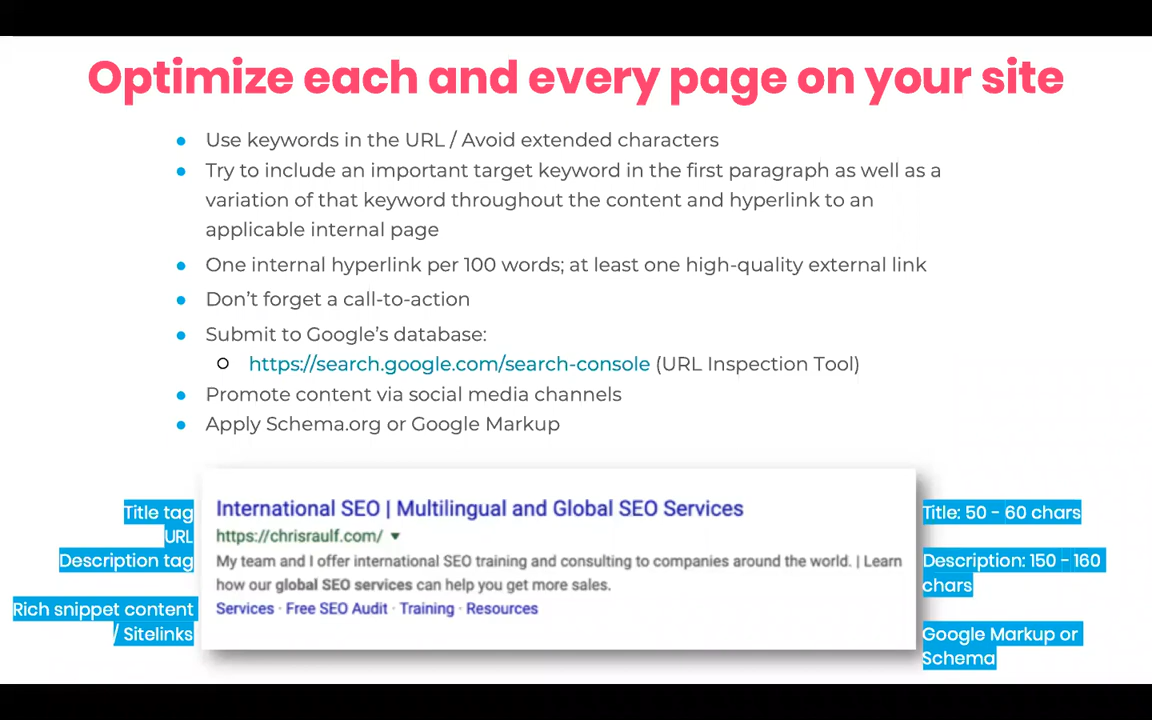 Optimize each and every page on your site
Use keywords in the URL / Avoid extended characters
Try to include an important target keyword in the first paragraph as well as a
variation of that keyword throughout the content and hyperlink to an
applicable internal page
One internal hyperlink per 100 words; at least one high-quality external link
Don’t forget a call-to-action
Submit to Google’s database:
https://search.google.com/search-console (URL Inspection Tool)
Promote content via social media channels
Apply Schema.org or Google Markup
Title tag
URL
Description tag
Rich snippet content
/ Sitelinks
International SEO | Multilingual and Global SEO Services
https://chrisraulf.com/
My team and I offer international SEO training and consulting to companies around the world. | Learn
how our global SEO services can help you get more sales.
Services · Free SEO Audit · Training · Resources
Title: 50 - 60 chars
Description: 150 - 160
chars
Google Markup or
Schema